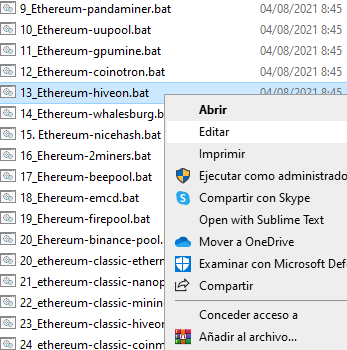 9_Ethereum-pandaminer.bat 04/08/2021 8:45
10_Ethereum-uupool.bat 04/08/2021 8:45
11_Ethereum-gpumine.bat 04/08/2021 8:45
12_Ethereum-coinotron.bat 04/08/2021 8:45
13_Ethereum-hiveon.bat 04/08/2021 8:45
14_Ethereum-whalesburg.b
15. Ethereum-nicehash.bat
16_Ethereum-2miners.bat
17_Ethereum-beepool.bat
18_Ethereum-emcd.bat
19_Ethereum-firepool.bat
20_Ethereum-binance-pool.
20_ethereum-classic-ethern
21_ethereum-classic-nanop
22_ethereum-classic-minin
23_Ethereum-classic-hiveo
24 ethereum-classic-coinm
Abrir
Editar
Imprimir
Ejecutar como administrado
Compartir con Skype
Open with Sublime Text
Mover a OneDrive
Examinar con Microsoft Def
Compartir
Conceder acceso a
Añadir al archivo...